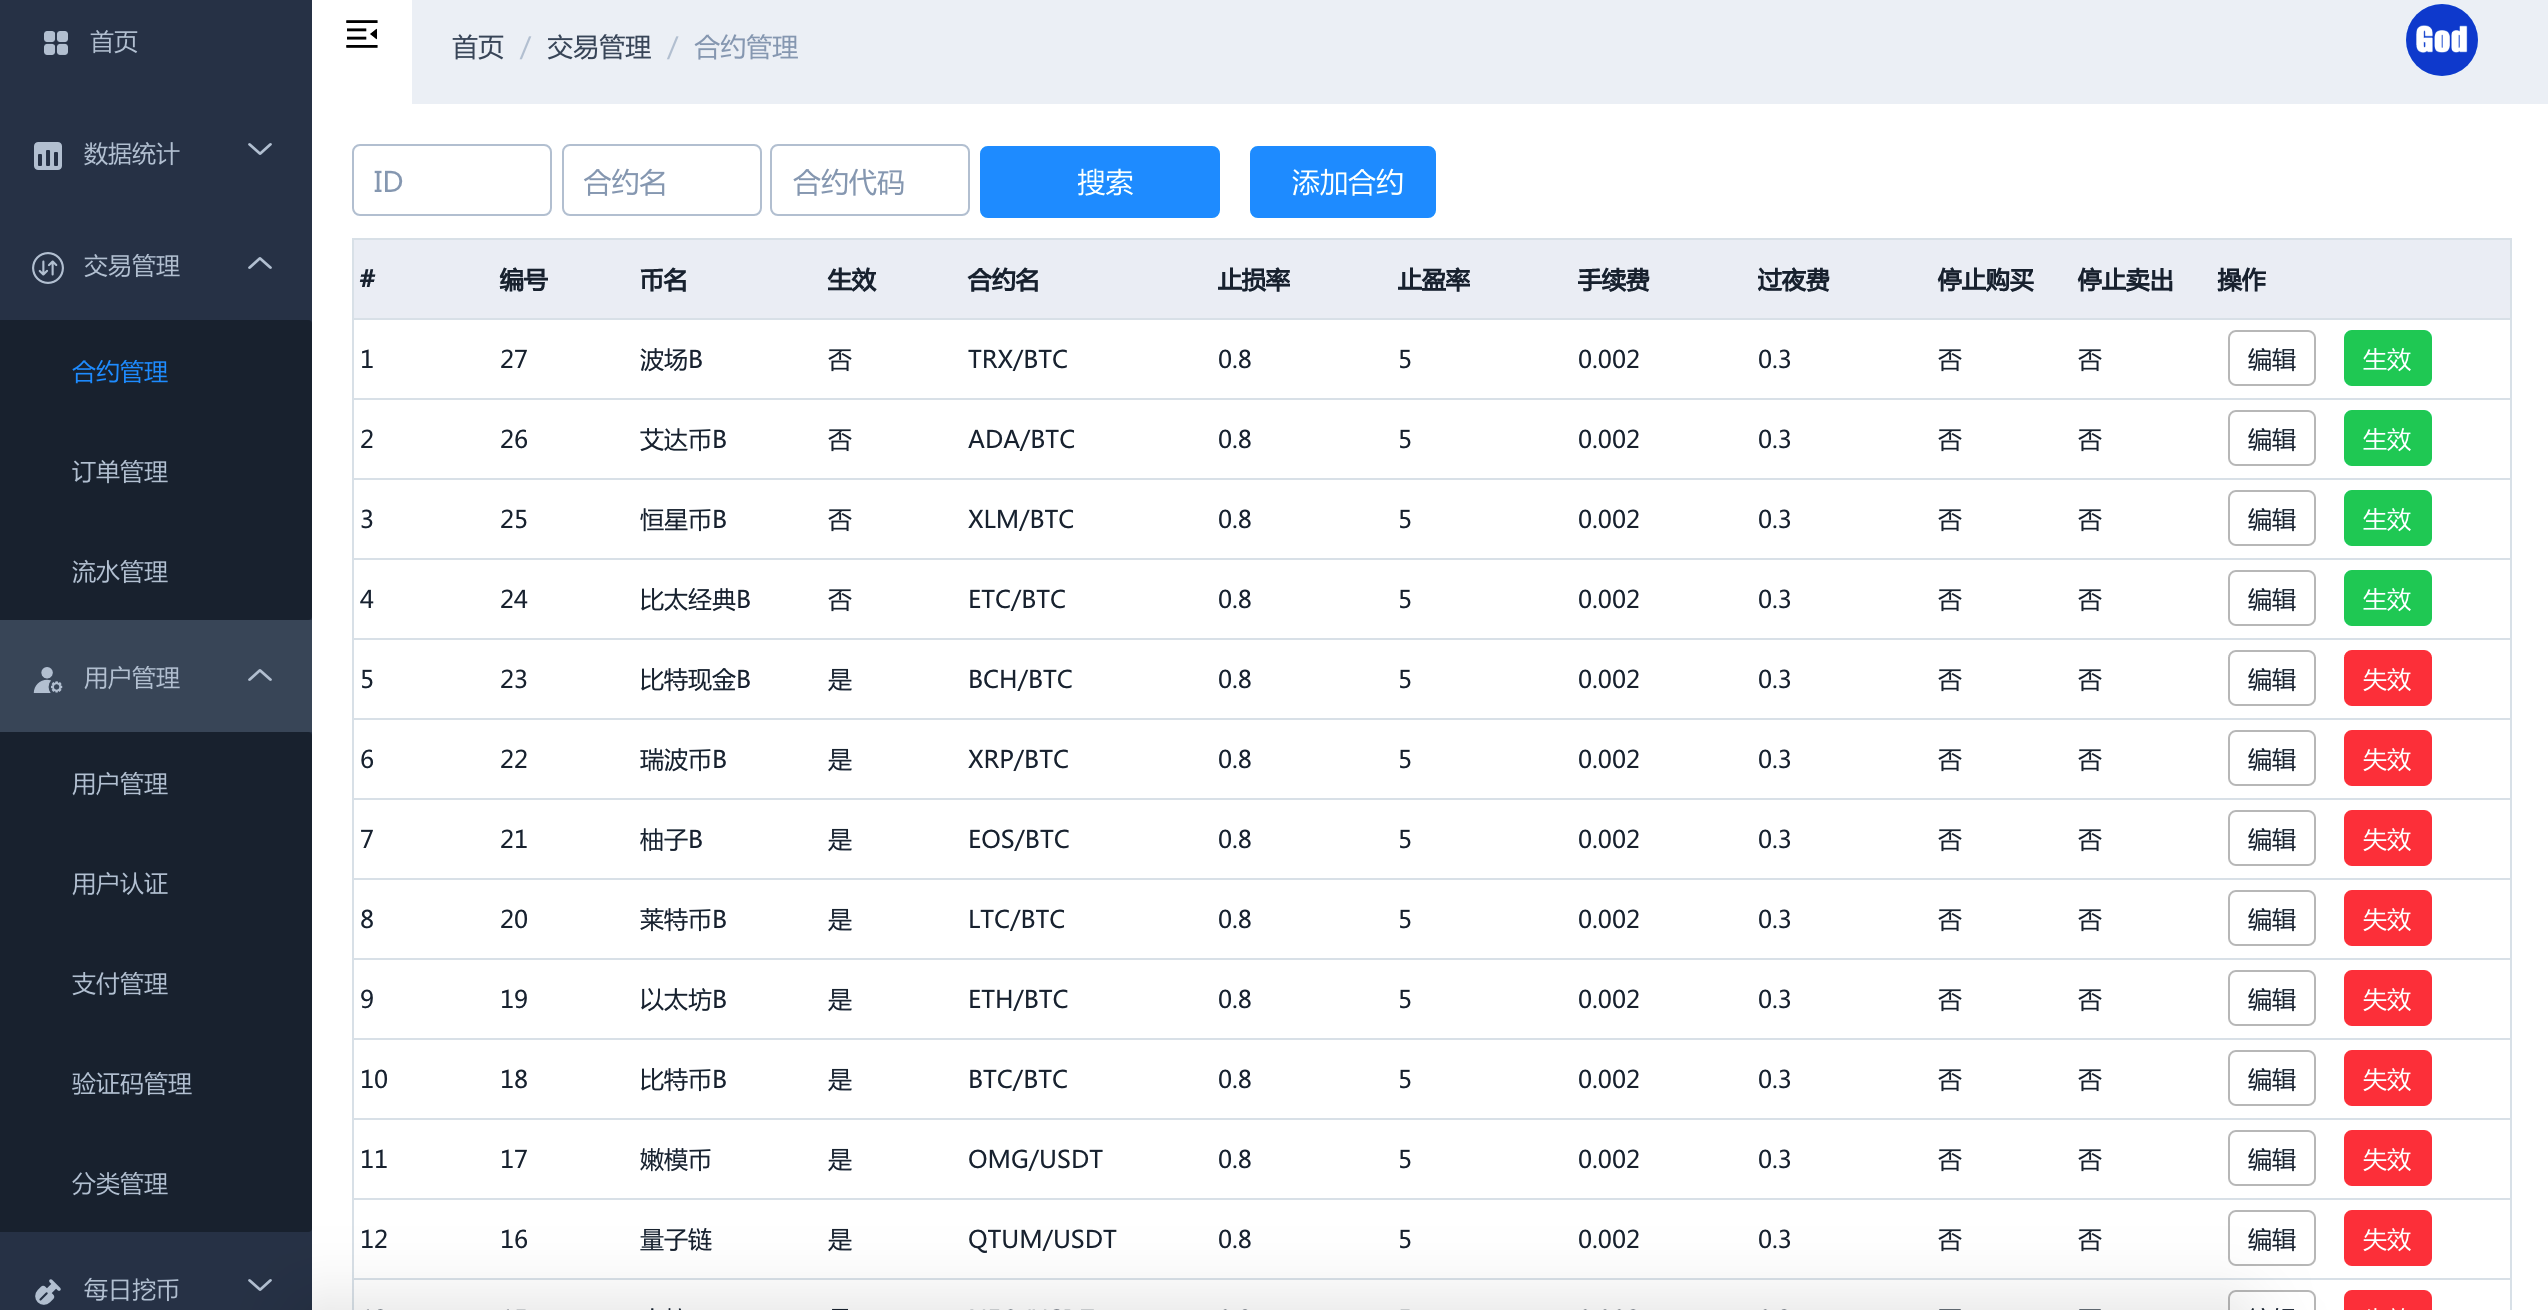 首页
数据统计
交易管理
合约管理
订单管理
流水管理
用户管理
用户管理
用户认证
支付管理
验证码管理
分类管理
每日挖币
首页 / 交易管理 / 合约管理
God
ID 合约名 合约代码 搜索 添加合约
# 编号 币名 生效 合约名 止损率 止盈率 手续费 过夜费 停止购买 停止卖出 操作
1 27 波场B 否 TRX/BTC 0.8 5 0.002 0.3 否 否 编辑 生效
2 26 艾达币B 否 ADA/BTC 0.8 5 0.002 0.3 否 否 编辑 生效
3 25 恒星币B 否 XLM/BTC 0.8 5 0.002 0.3 否 否 编辑 生效
4 24 比太经典B 否 ETC/BTC 0.8 5 0.002 0.3 否 否 编辑 生效
5 23 比特现金B 是 BCH/BTC 0.8 5 0.002 0.3 否 否 编辑 失效
6 22 瑞波币B 是 XRP/BTC 0.8 5 0.002 0.3 否 否 编辑 失效
7 21 柚子B 是 EOS/BTC 0.8 5 0.002 0.3 否 否 编辑 失效
8 20 莱特币B 是 LTC/BTC 0.8 5 0.002 0.3 否 否 编辑 失效
9 19 以太坊B 是 ETH/BTC 0.8 5 0.002 0.3 否 否 编辑 失效
10 18 比特币B 是 BTC/BTC 0.8 5 0.002 0.3 否 否 编辑 失效
11 17 嫩模币 是 OMG/USDT 0.8 5 0.002 0.3 否 否 编辑 失效
12 16 量子链 是 QTUM/USDT 0.8 5 0.002 0.3 否 否 编辑 失效